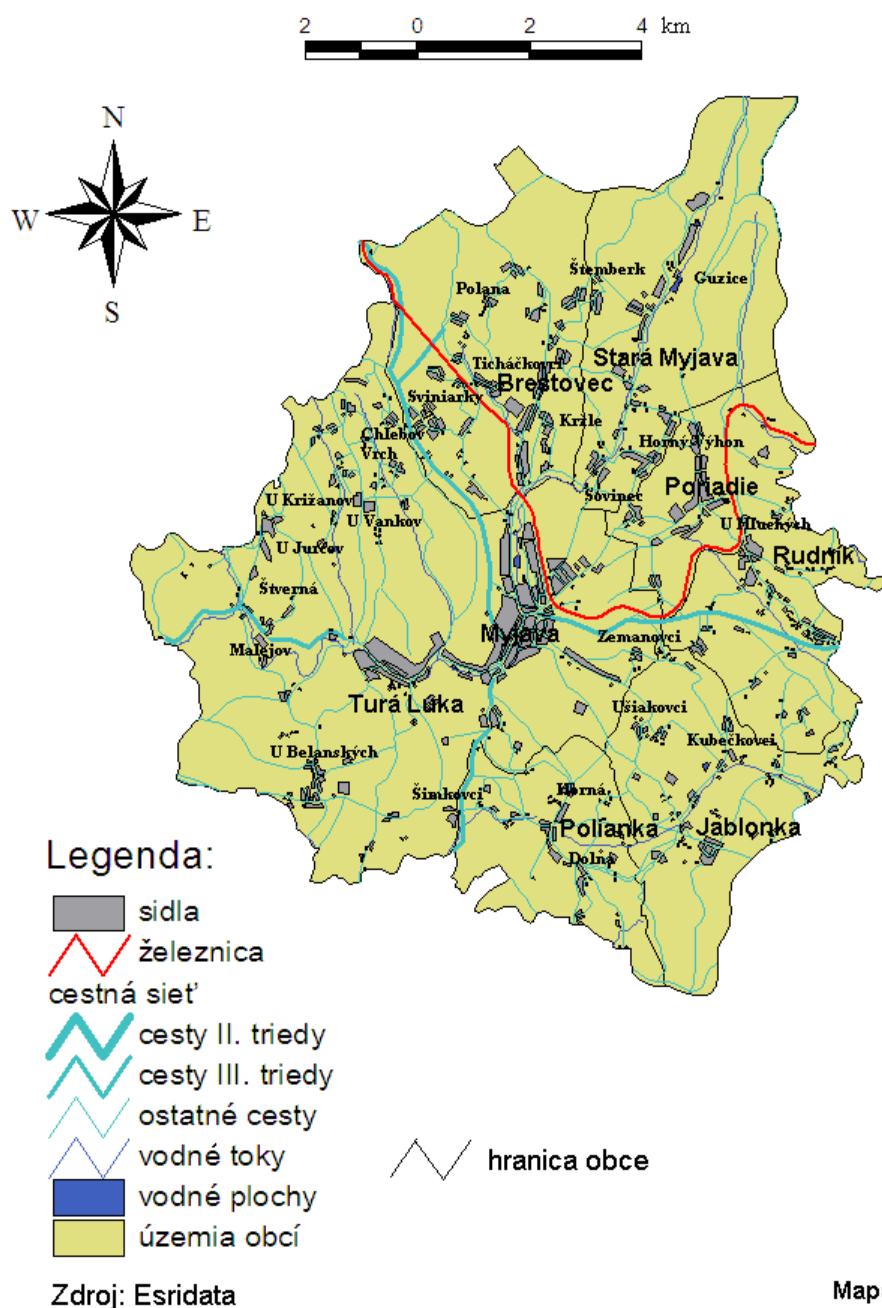 2 0 2 4 km
N
W E
S
Štemberk
Guzice
Polana
Stará Myjava
Ticháčkovci
Brestovec
Sviniarky
Kržle
Chlebov
Vrch
Horný Výhon
U Križanov
Sovinec
Poriadie
U Vankov
U Hluchých
U Jurčov
Rudník
Štverná
Myjava
Zemanovci
Malejov
Turá Lúka
Ušiakovci
Kubečkovci
U Belanských
Šimkovci
Horná
Polianka
Jablonka
Dolná
Legenda:
sidla
železnica
cestná sieť
cesty II. triedy
cesty III. triedy
ostatné cesty
vodné toky
hranica obce
vodné plochy
územia obcí
Zdroj: Esridata
Map